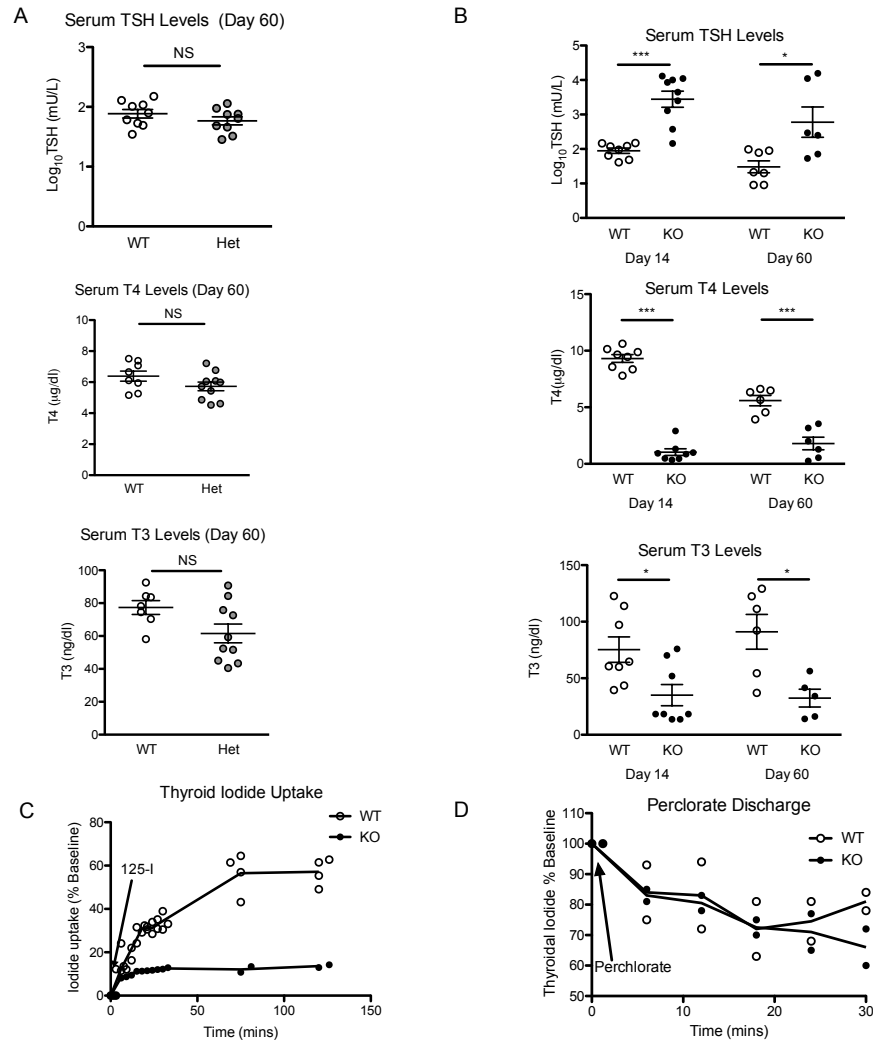 A
Serum TSH Levels (Day 60)
NS
3
2
1
0
Log10TSH (mU/L)
WT
Het
Serum T4 Levels (Day 60)
NS
10
8
6
4
2
0
T4 (µg/dl)
WT
Het
Serum T3 Levels (Day 60)
NS
100
80
60
40
20
0
T3 (ng/dl)
WT
Het
B
Serum TSH Levels
***
*
5
4
3
2
1
0
Log10TSH (mU/L)
WT
KO
WT
KO
Day 14
Day 60
Serum T4 Levels
***
***
15
10
5
0
T4(µg/dl)
WT
KO
WT
KO
Day 14
Day 60
Serum T3 Levels
*
*
150
100
50
0
T3 (ng/dl)
WT
KO
WT
KO
Day 14
Day 60
C
Thyroid Iodide Uptake
WT
KO
80
60
40
20
0
Iodide uptake (% Baseline)
125-I
0
50
100
150
Time (mins)
D
Perclorate Discharge
WT
KO
110
100
90
80
70
60
50
Thyroidal Iodide % Baseline
Perchlorate
0
10
20
30
Time (mins)